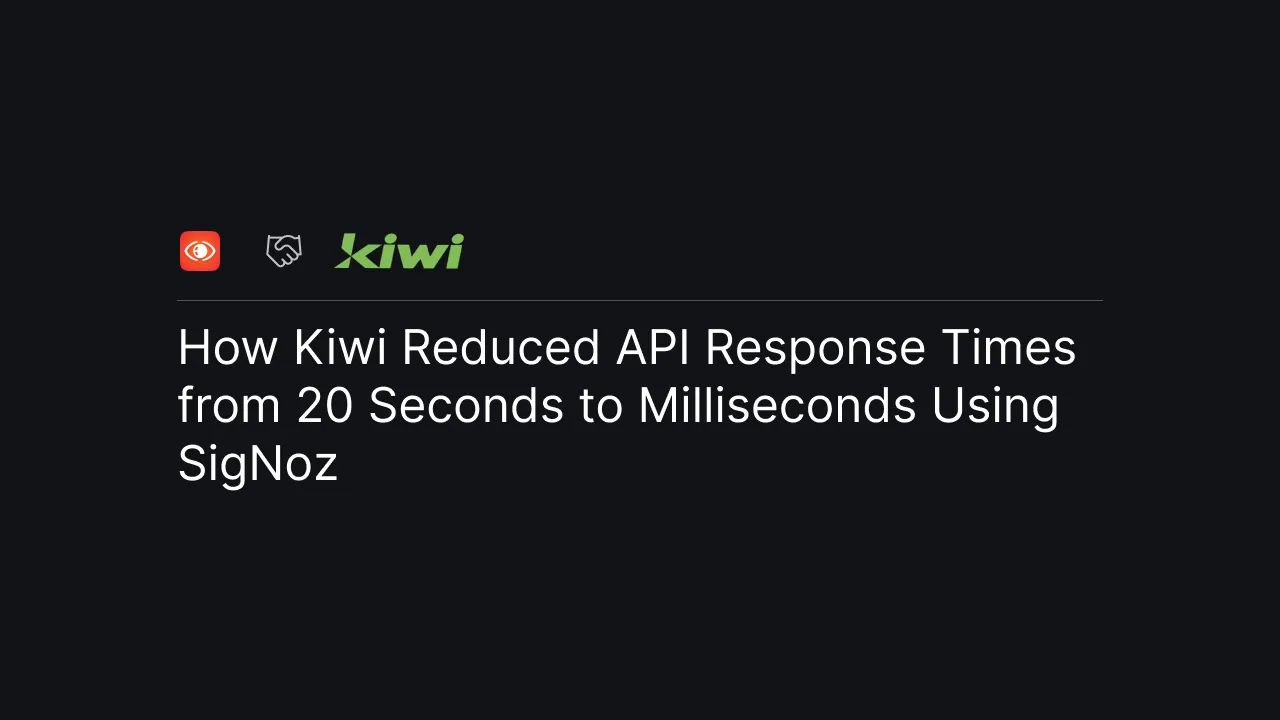 kiwi
How Kiwi Reduced API Response Times
from 20 Seconds to Milliseconds Using
SigNoz